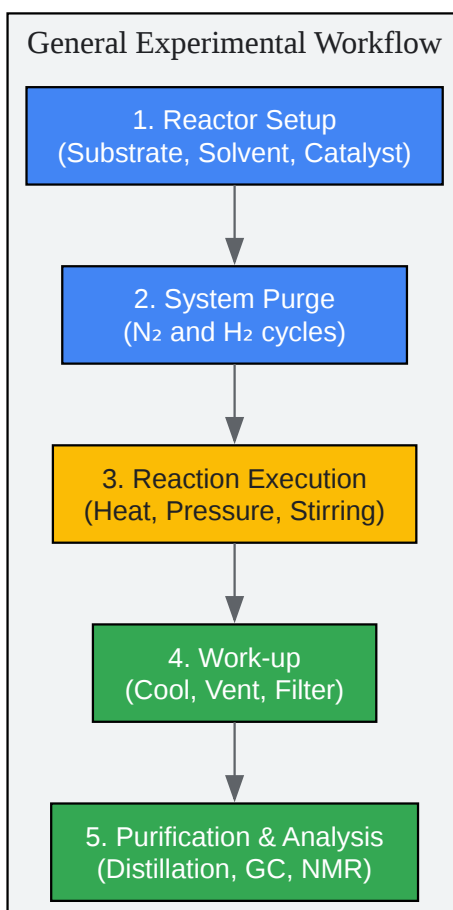 General Experimental Workflow
1. Reactor Setup
(Substrate, Solvent, Catalyst)
2. System Purge
(N₂ and H₂ cycles)
3. Reaction Execution
(Heat, Pressure, Stirring)
4. Work-up
(Cool, Vent, Filter)
5. Purification & Analysis
(Distillation, GC, NMR)